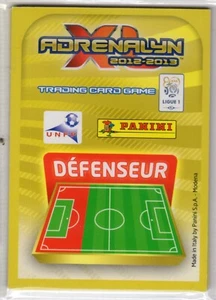 ADRENALYN XL
2012-2013
TRADING CARD GAME
LIGUE 1
UNFP
PANINI
DÉFENSEUR
Made in Italy by Panini S.p.A. - Modena